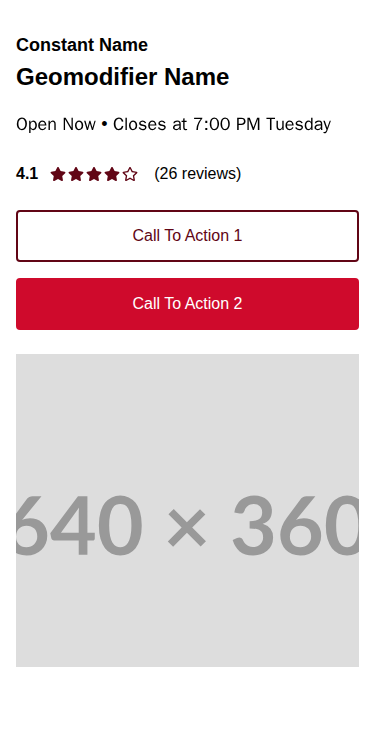 Constant Name
Geomodifier Name
Open Now • Closes at 7:00 PM Tuesday
4.1 (26 reviews)
Call To Action 1
Call To Action 2
640 × 360